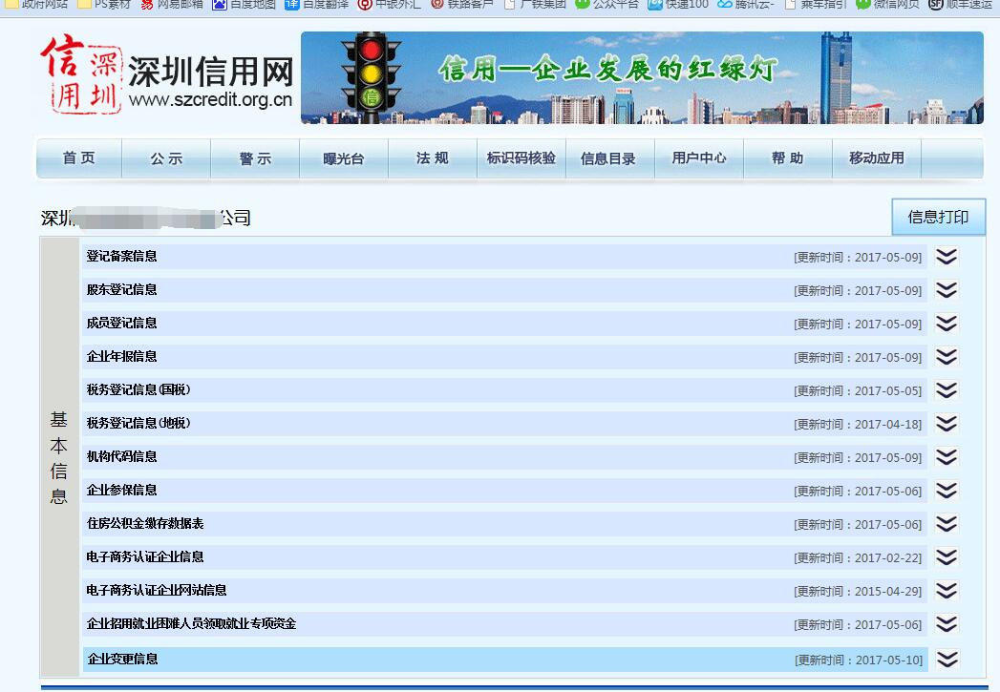 政府网站 PS素材 网易邮箱 百度地图 百度翻译 中银外汇 铁路客户 广铁集团 公众平台 快递100 腾讯云- 乘车指引 微信网页 顺丰速运
信用 深圳
深圳信用网
www.szcredit.org.cn
信用—企业发展的红绿灯
信
首 页 公 示 警 示 曝光台 法 规 标识码核验 信息目录 用户中心 帮 助 移动应用
深圳 公司 信息打印
基本信息
登记备案信息 [更新时间：2017-05-09]
股东登记信息 [更新时间：2017-05-09]
成员登记信息 [更新时间：2017-05-09]
企业年报信息 [更新时间：2017-05-09]
税务登记信息(国税) [更新时间：2017-05-05]
税务登记信息(地税) [更新时间：2017-04-18]
机构代码信息 [更新时间：2017-05-09]
企业参保信息 [更新时间：2017-05-06]
住房公积金缴存数据表 [更新时间：2017-05-06]
电子商务认证企业信息 [更新时间：2017-02-22]
电子商务认证企业网站信息 [更新时间：2015-04-29]
企业招用就业困难人员领取就业专项资金 [更新时间：2017-05-06]
企业变更信息 [更新时间：2017-05-10]